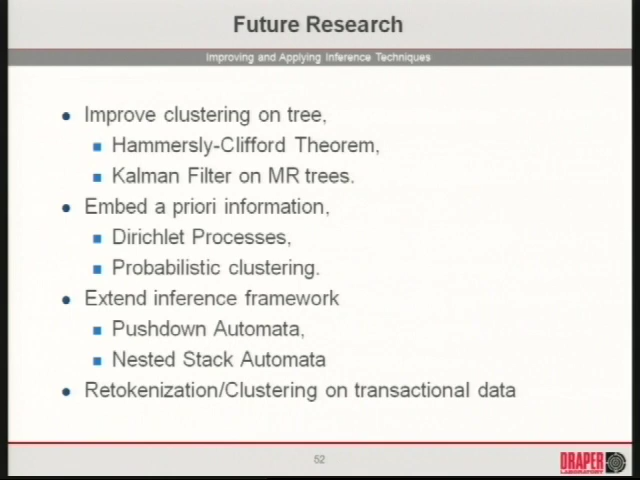 Future Research
Improving and Applying Inference Techniques
Improve clustering on tree,
Hammersly-Clifford Theorem,
Kalman Filter on MR trees.
Embed a priori information,
Dirichlet Processes,
Probabilistic clustering.
Extend inference framework
Pushdown Automata,
Nested Stack Automata
Retokenization/Clustering on transactional data
52
DRAPER
LABORATORY